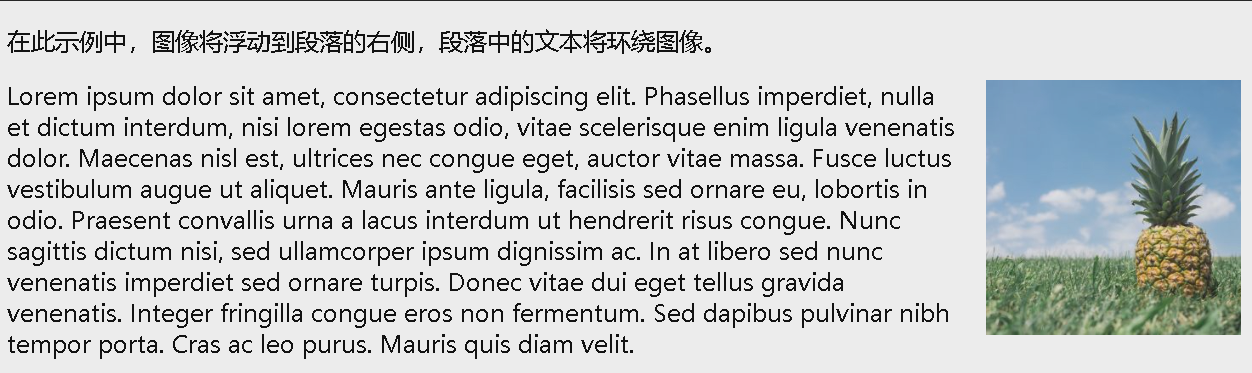 在此示例中，图像将浮动到段落的右侧，段落中的文本将环绕图像。
Lorem ipsum dolor sit amet, consectetur adipiscing elit. Phasellus imperdiet, nulla
et dictum interdum, nisi lorem egestas odio, vitae scelerisque enim ligula venenatis
dolor. Maecenas nisl est, ultrices nec congue eget, auctor vitae massa. Fusce luctus
vestibulum augue ut aliquet. Mauris ante ligula, facilisis sed ornare eu, lobortis in
odio. Praesent convallis urna a lacus interdum ut hendrerit risus congue. Nunc
sagittis dictum nisi, sed ullamcorper ipsum dignissim ac. In at libero sed nunc
venenatis imperdiet sed ornare turpis. Donec vitae dui eget tellus gravida
venenatis. Integer fringilla congue eros non fermentum. Sed dapibus pulvinar nibh
tempor porta. Cras ac leo purus. Mauris quis diam velit.